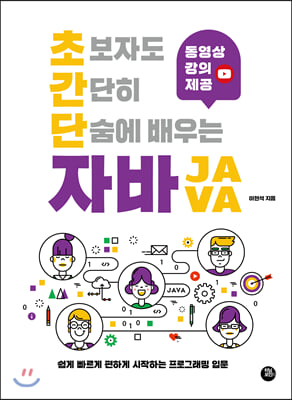 초보자도
간단히
단숨에 배우는
자바 JAVA
동영상
강의
제공
이현석 지음
JAVA
쉽게 빠르게 편하게 시작하는 프로그래밍 입문
yes24